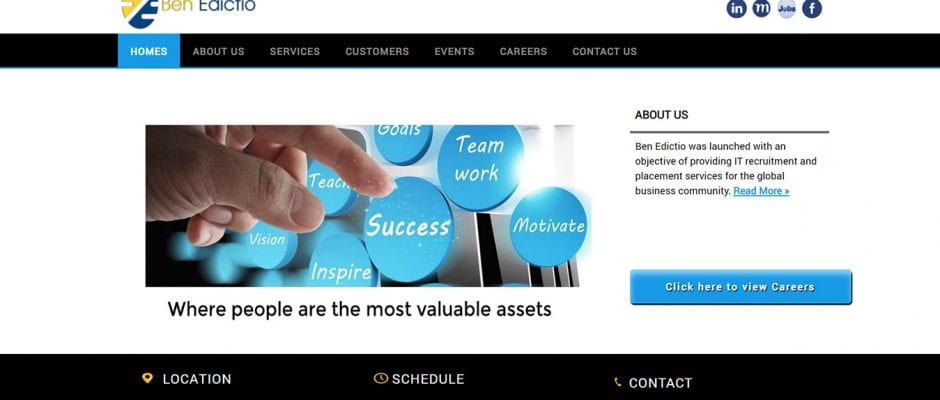 Ben Edictio
in m Jobs f
HOMES ABOUT US SERVICES CUSTOMERS EVENTS CAREERS CONTACT US
Goals
Team
work
Teach
Success
Motivate
Vision
Inspire
Where people are the most valuable assets
ABOUT US
Ben Edictio was launched with an
objective of providing IT recruitment and
placement services for the global
business community. Read More »
Click here to view Careers
LOCATION
SCHEDULE
CONTACT